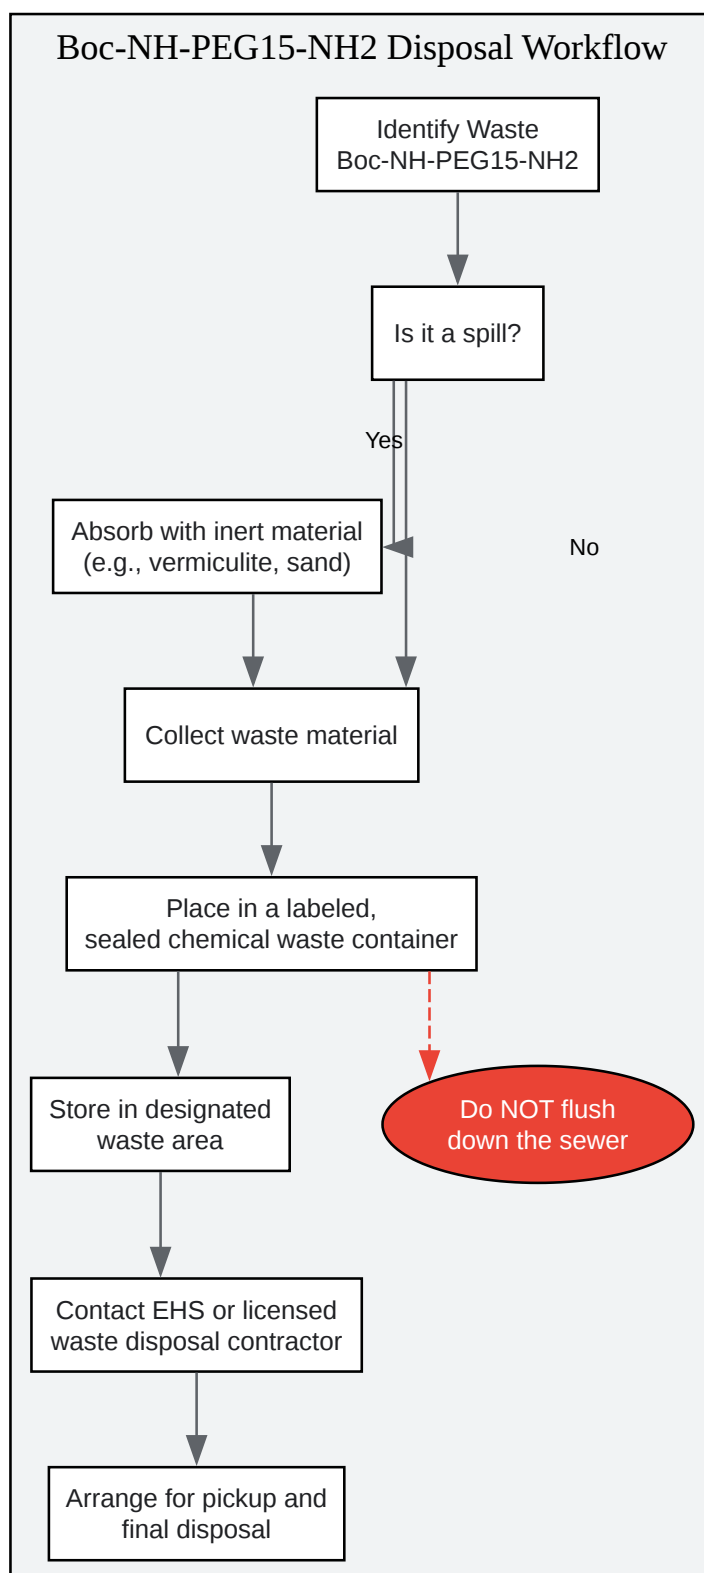 Boc-NH-PEG15-NH2 Disposal Workflow
Identify Waste
Boc-NH-PEG15-NH2
Is it a spill?
Yes
Absorb with inert material
(e.g., vermiculite, sand)
No
Collect waste material
Place in a labeled,
sealed chemical waste container
Store in designated
waste area
Do NOT flush
down the sewer
Contact EHS or licensed
waste disposal contractor
Arrange for pickup and
final disposal